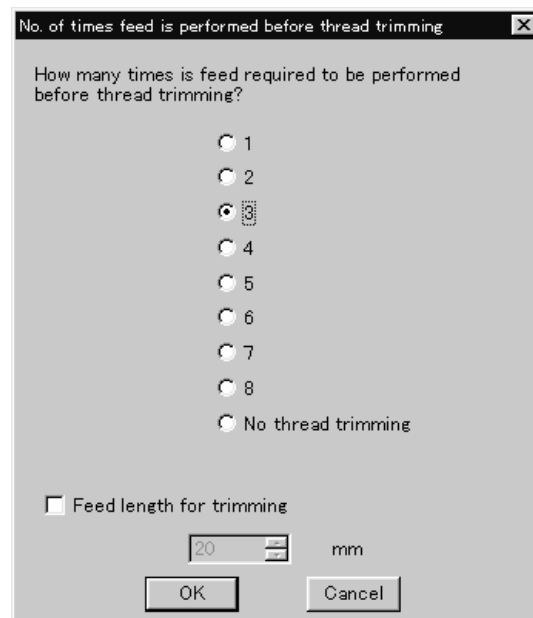 No. of times feed is performed before thread trimming
How many times is feed required to be performed
before thread trimming?
1
2
3
4
5
6
7
8
No thread trimming
Feed length for trimming
20 mm
OK Cancel